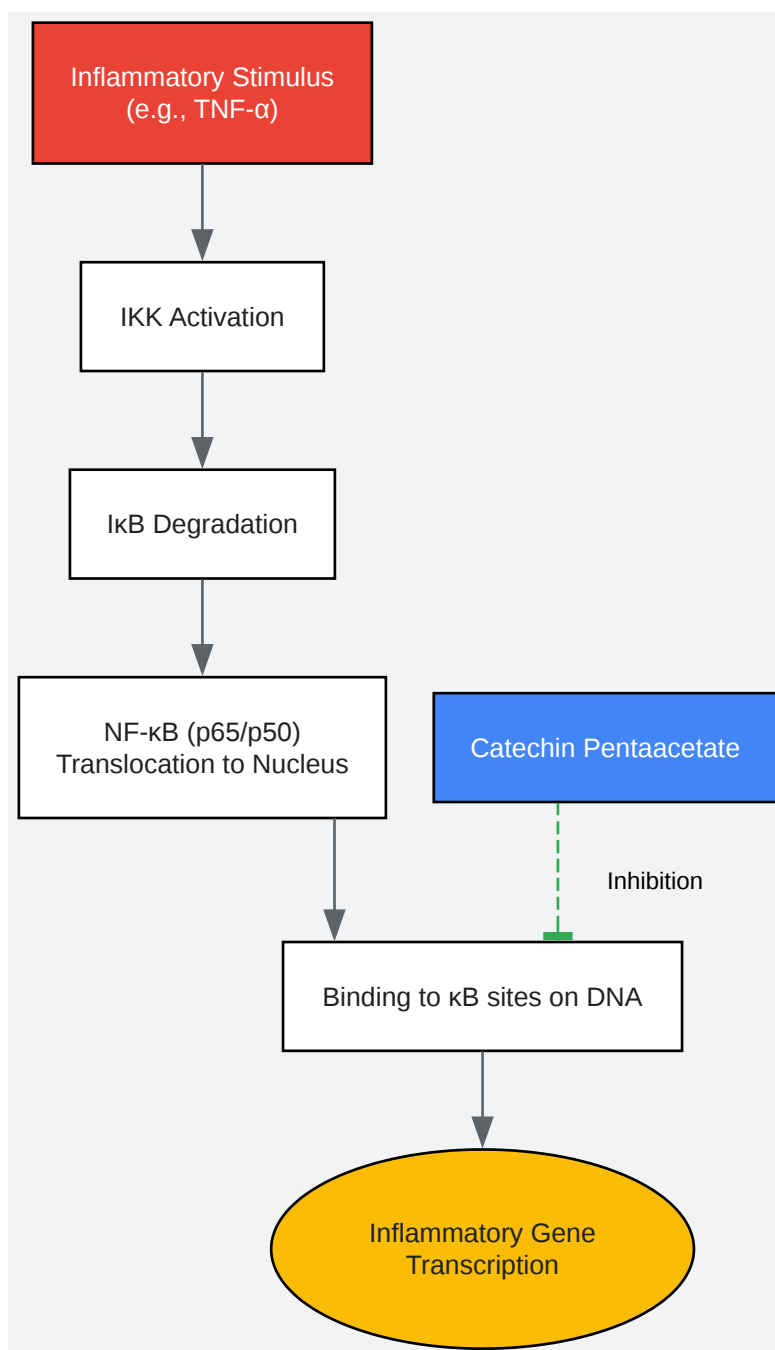 Inflammatory Stimulus
(e.g., TNF-α)
IKK Activation
IκB Degradation
NF-κB (p65/p50)
Translocation to Nucleus
Catechin Pentaacetate
Inhibition
Binding to κB sites on DNA
Inflammatory Gene
Transcription